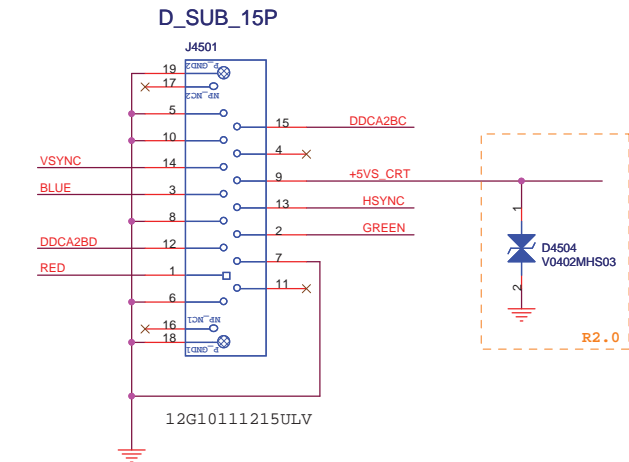 D_SUB_15P
J4501
19 P_GND2
17 NP_NC2
5
15 DDCA2BC
10
4
VSYNC 14
9 +5VS_CRT
BLUE 3
13 HSYNC
8
2 GREEN
DDCA2BD 12
7
RED 1
11
6
16 NP_NC1
18 P_GND1
12G10111215ULV
1
D4504
V0402MHS03
2
R2.0